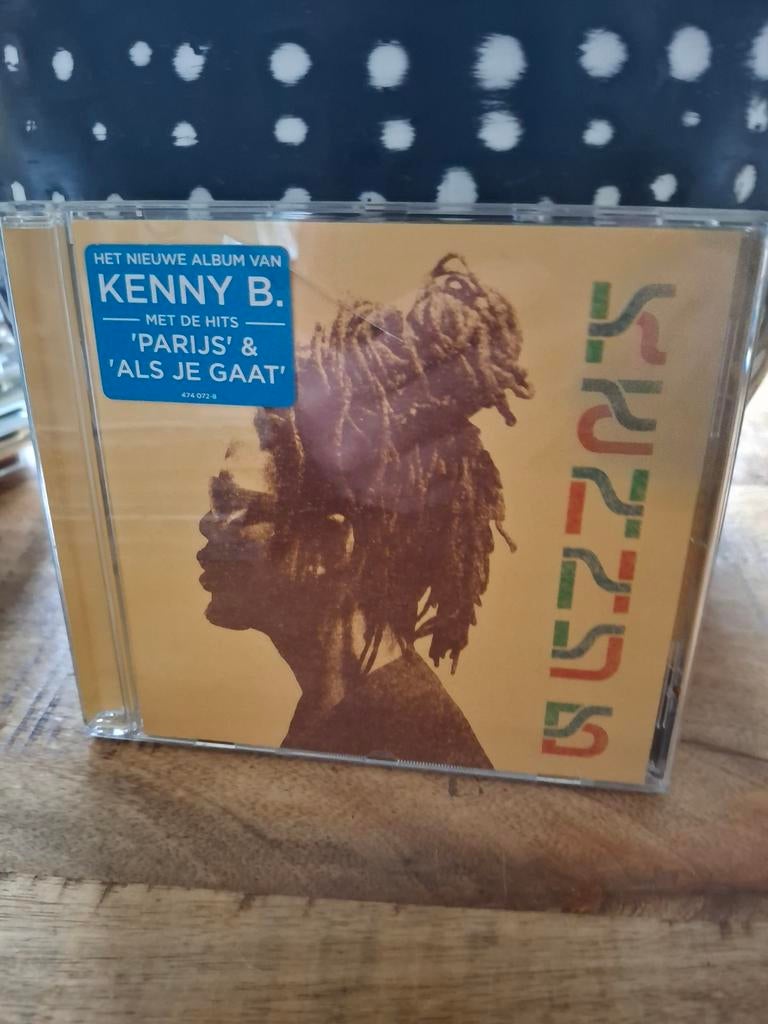 HET NIEUWE ALBUM VAN
KENNY B.
MET DE HITS
'PARIJS' &
'ALS JE GAAT'
474 072-8
KENNY B